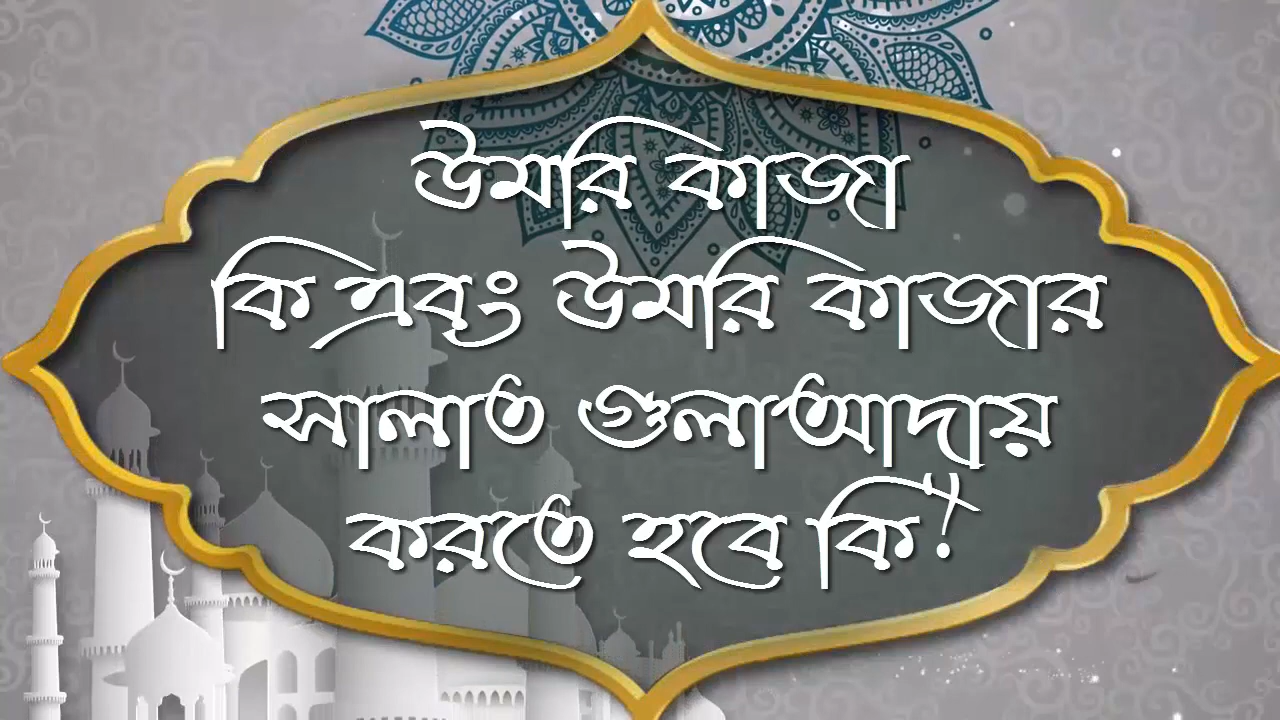 উমরি কাজা
কি এবং উমরি কাজার
সালাত গুলাআদায়
করতে হবে কি?